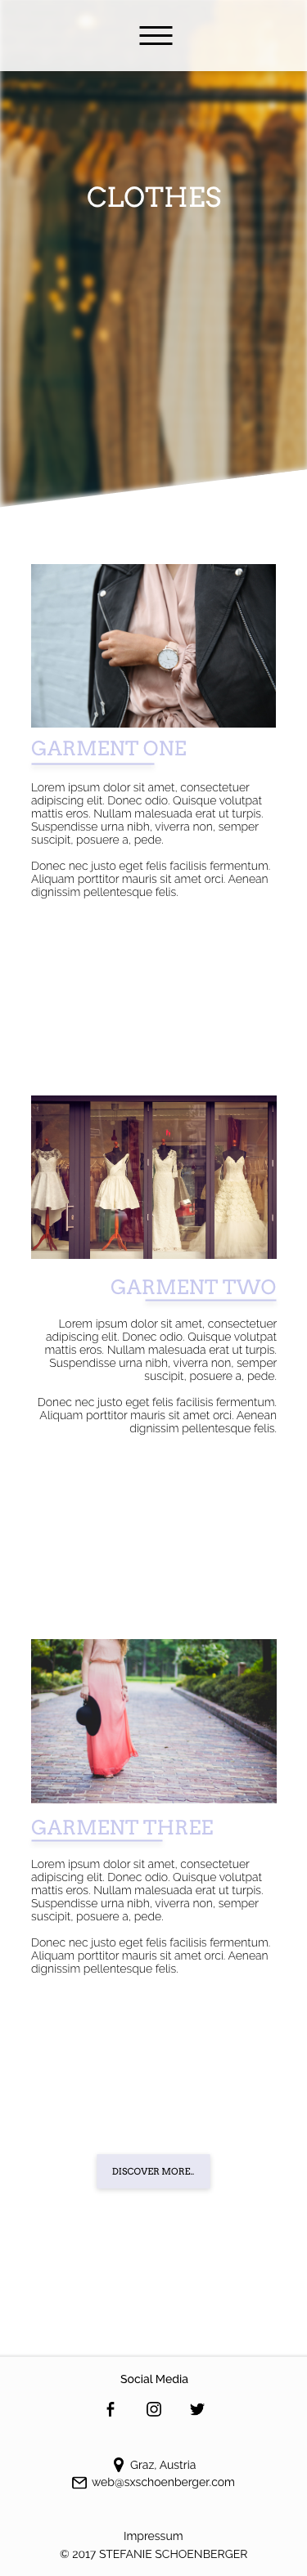 CLOTHES
GARMENT ONE
Lorem ipsum dolor sit amet, consectetuer
adipiscing elit. Donec odio. Quisque volutpat
mattis eros. Nullam malesuada erat ut turpis.
Suspendisse urna nibh, viverra non, semper
suscipit, posuere a, pede.
Donec nec justo eget felis facilisis fermentum.
Aliquam porttitor mauris sit amet orci. Aenean
dignissim pellentesque felis.
GARMENT TWO
Lorem ipsum dolor sit amet, consectetuer
adipiscing elit. Donec odio. Quisque volutpat
mattis eros. Nullam malesuada erat ut turpis.
Suspendisse urna nibh, viverra non, semper
suscipit, posuere a, pede.
Donec nec justo eget felis facilisis fermentum.
Aliquam porttitor mauris sit amet orci. Aenean
dignissim pellentesque felis.
GARMENT THREE
Lorem ipsum dolor sit amet, consectetuer
adipiscing elit. Donec odio. Quisque volutpat
mattis eros. Nullam malesuada erat ut turpis.
Suspendisse urna nibh, viverra non, semper
suscipit, posuere a, pede.
Donec nec justo eget felis facilisis fermentum.
Aliquam porttitor mauris sit amet orci. Aenean
dignissim pellentesque felis.
DISCOVER MORE..
Social Media
Graz, Austria
web@sxschoenberger.com
Impressum
© 2017 STEFANIE SCHOENBERGER